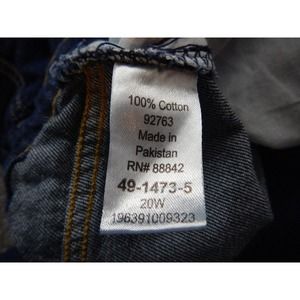 100% Cotton
92763
Made in
Pakistan
RN# 88842
49-1473-5
20W
196391009323